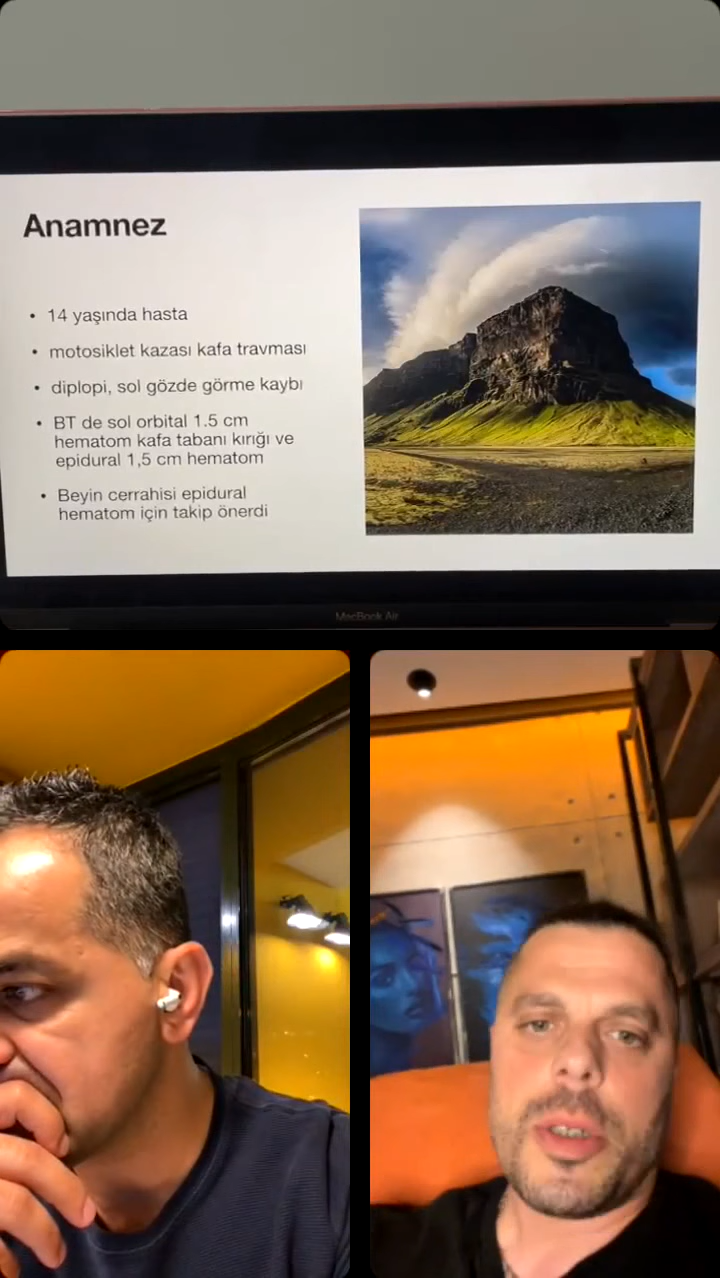 Anamnez
• 14 yaşında hasta
• motosiklet kazası kafa travması
• diplopi, sol gözde görme kaybı
• BT de sol orbital 1.5 cm
hematom kafa tabanı kırığı ve
epidural 1,5 cm hematom
• Beyin cerrahisi epidural
hematom için takip önerdi
MacBook Air